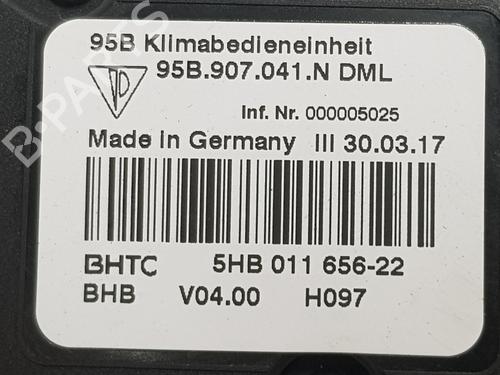 95B Klimabedieneinheit
95B.907.041.N DML
Inf. Nr. 000005025
Made in Germany III 30.03.17
BHTC 5HB 011 656-22
BHB V04.00 H097
B-PARTS